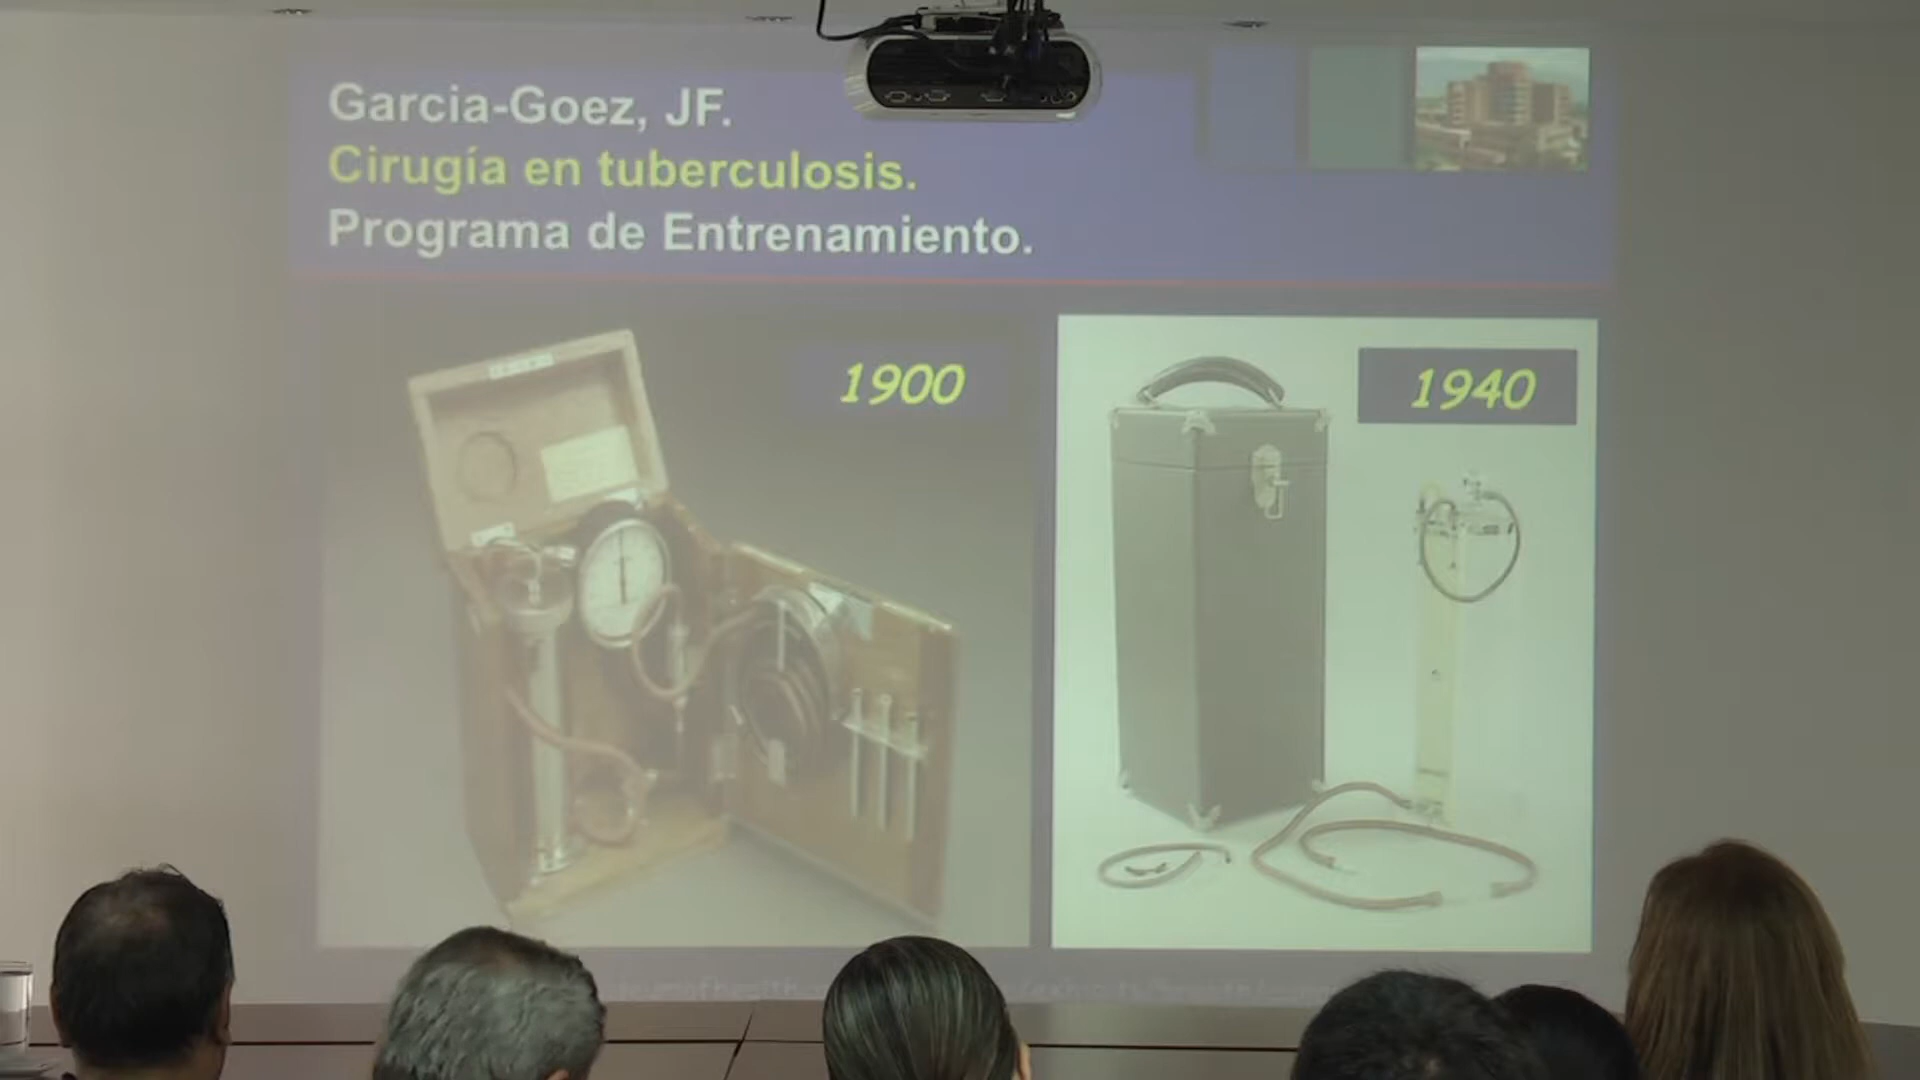 Garcia-Goez, JF.
Cirugía en tuberculosis.
Programa de Entrenamiento.
1900
1940